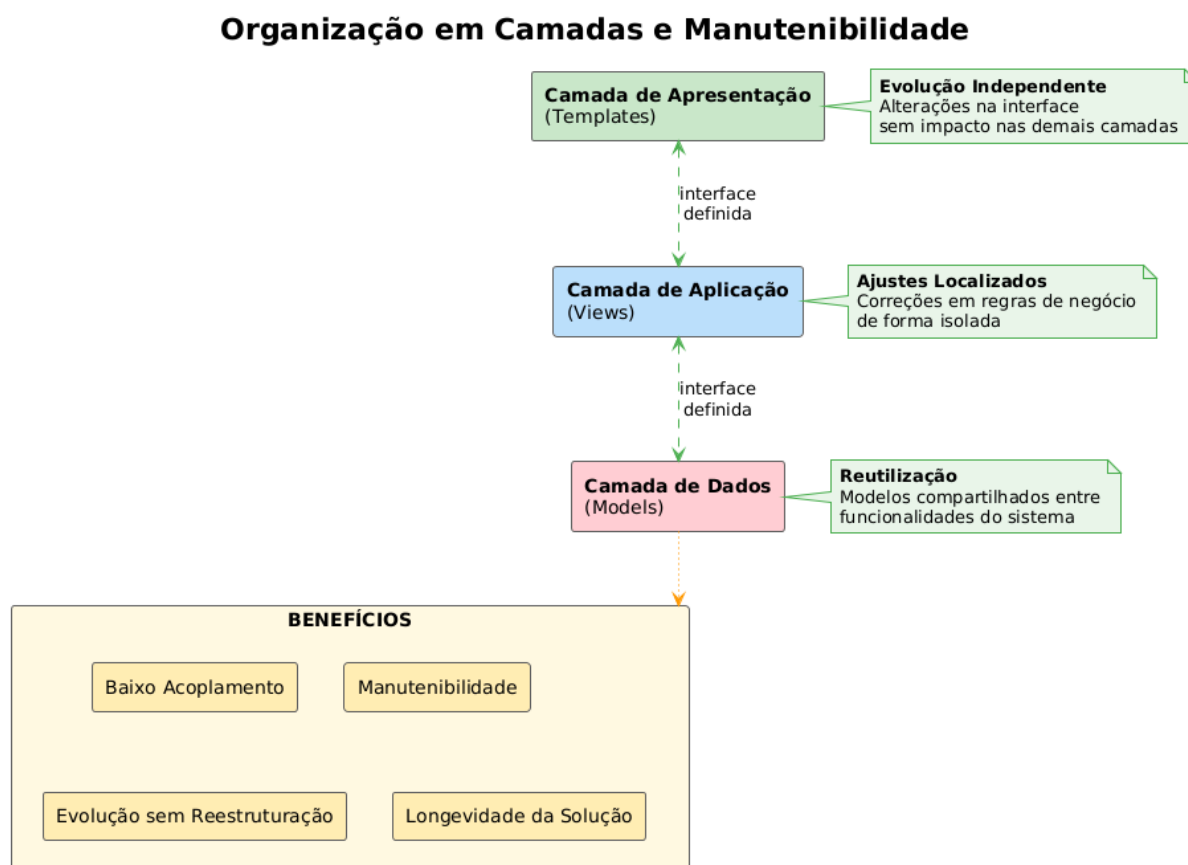 Organização em Camadas e Manutenibilidade
Camada de Apresentação
(Templates)
Evolução Independente
Alterações na interface
sem impacto nas demais camadas
interface
definida
Camada de Aplicação
(Views)
Ajustes Localizados
Correções em regras de negócio
de forma isolada
interface
definida
Camada de Dados
(Models)
Reutilização
Modelos compartilhados entre
funcionalidades do sistema
BENEFÍCIOS
Baixo Acoplamento
Manutenibilidade
Evolução sem Reestruturação
Longevidade da Solução